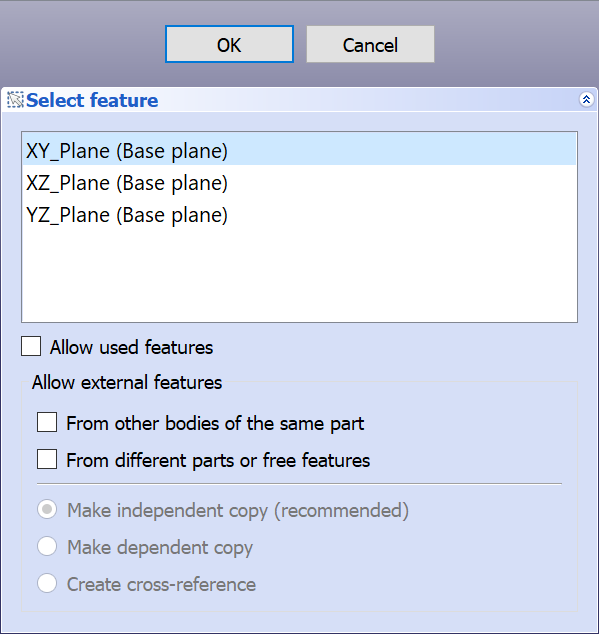 OK
Cancel
Select feature
XY_Plane (Base plane)
XZ_Plane (Base plane)
YZ_Plane (Base plane)
Allow used features
Allow external features
From other bodies of the same part
From different parts or free features
Make independent copy (recommended)
Make dependent copy
Create cross-reference